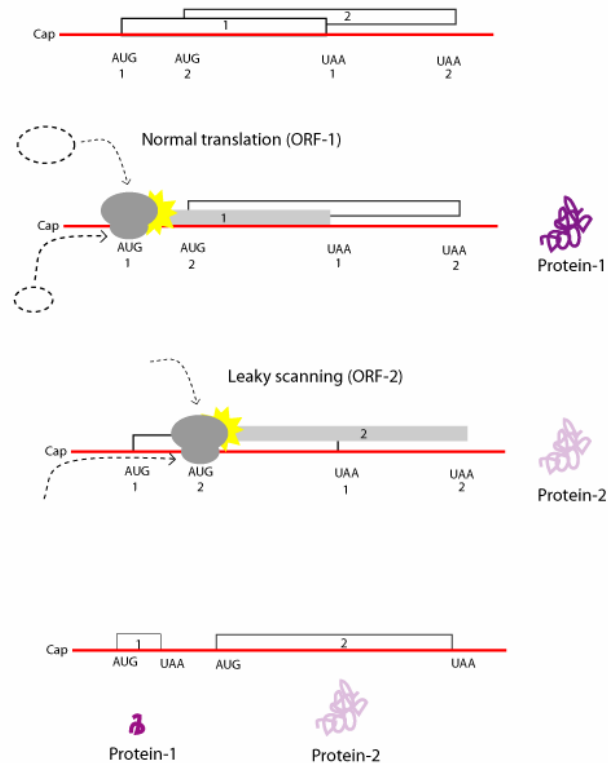 2
1
Cap
AUG AUG UAA UAA
1 2 1 2
Normal translation (ORF-1)
1
Cap
AUG AUG UAA UAA
1 2 1 2
Protein-1
Leaky scanning (ORF-2)
2
Cap
AUG AUG UAA UAA
1 2 1 2
Protein-2
1 2
Cap
AUG UAA AUG UAA
Protein-1 Protein-2